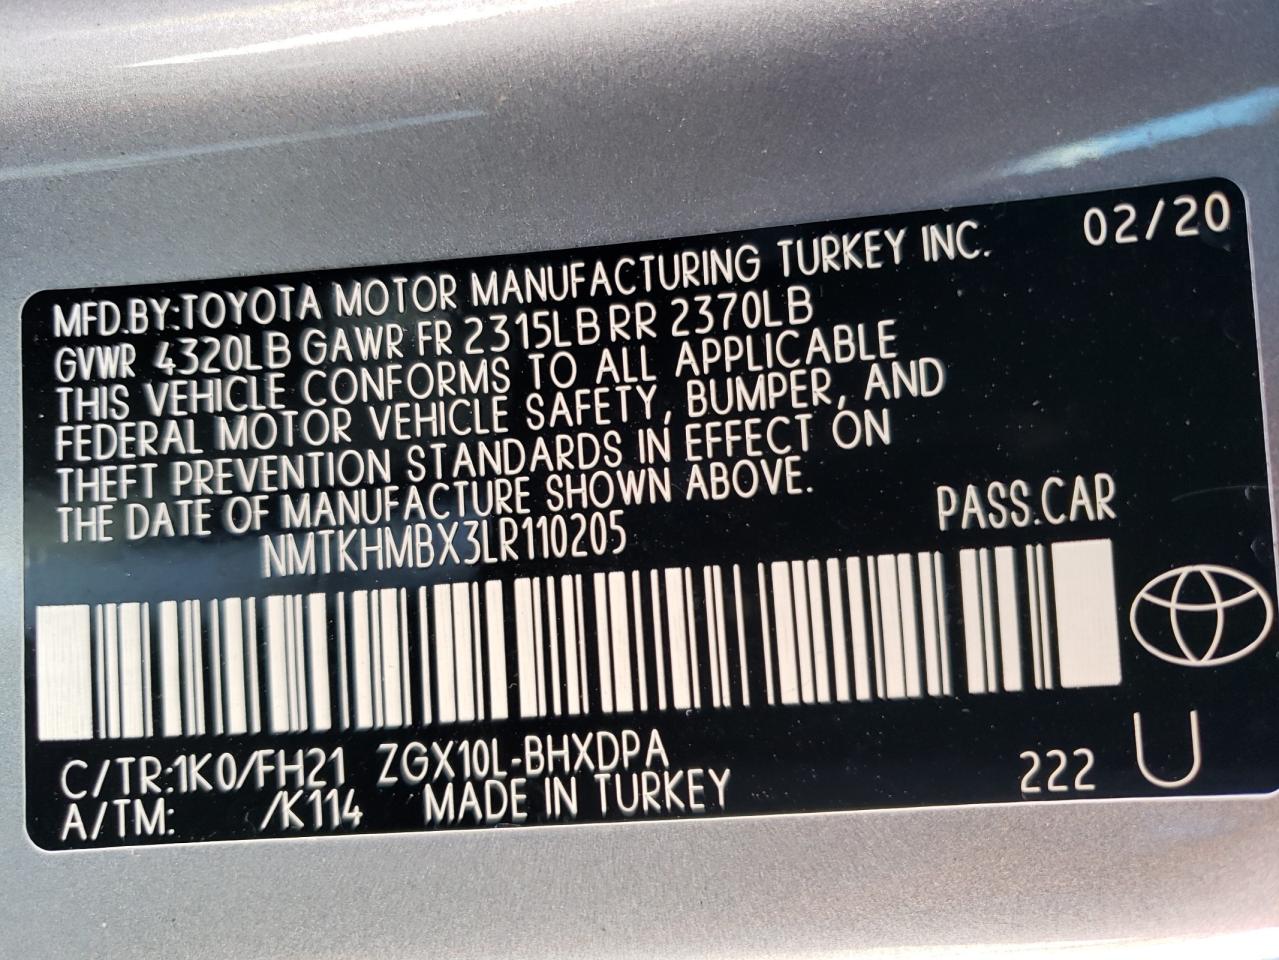 02/20
MFD.BY:TOYOTA MOTOR MANUFACTURING TURKEY INC.
GVWR 4320LB GAWR FR 2315LB RR 2370LB
THIS VEHICLE CONFORMS TO ALL APPLICABLE
FEDERAL MOTOR VEHICLE SAFETY, BUMPER, AND
THEFT PREVENTION STANDARDS IN EFFECT ON
THE DATE OF MANUFACTURE SHOWN ABOVE.
NMTKHMBX3LR110205 PASS.CAR
C/TR:1K0/FH21 ZGX10L-BHXDPA
A/TM: /K114 MADE IN TURKEY 222 U